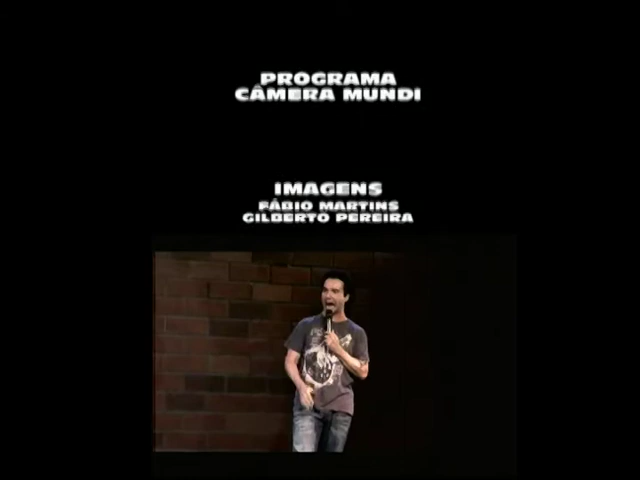 PROGRAMA
CÂMERA MUNDI
IMAGENS
FÁBIO MARTINS
GILBERTO PEREIRA